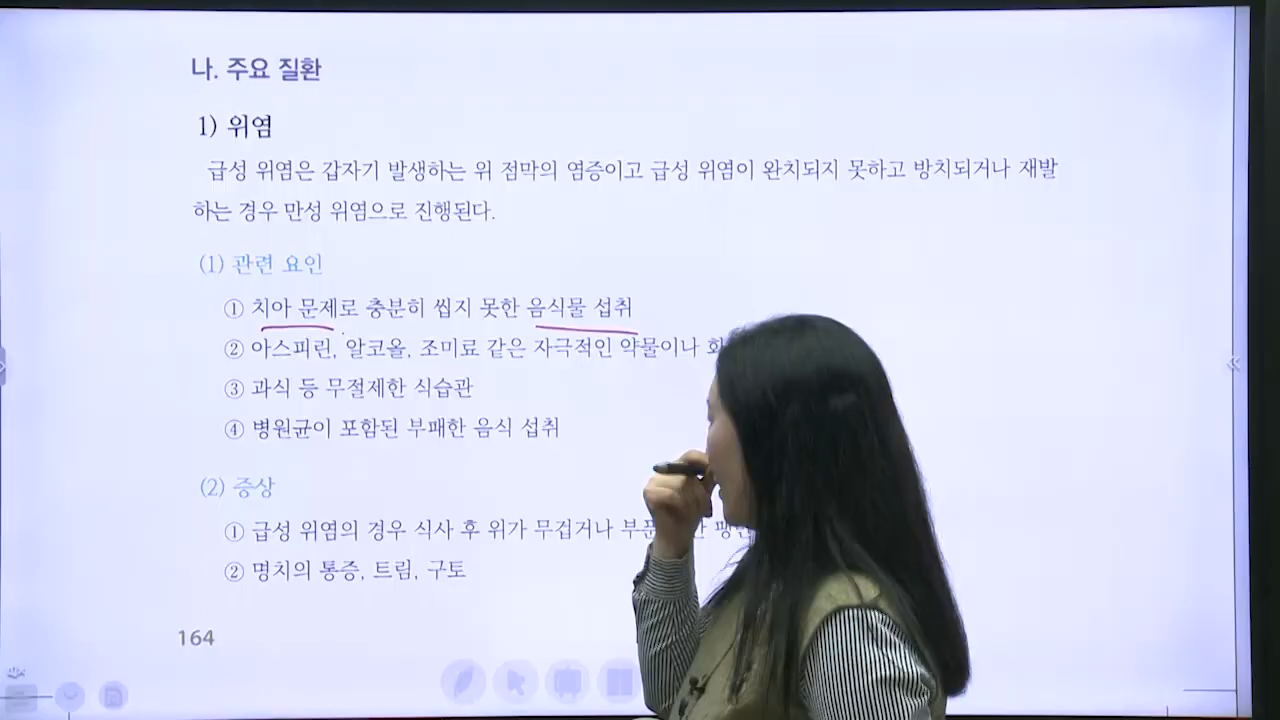 나. 주요 질환
1) 위염
급성 위염은 갑자기 발생하는 위 점막의 염증이고 급성 위염이 완치되지 못하고 방치되거나 재발
하는 경우 만성 위염으로 진행된다.
(1) 관련 요인
① 치아 문제로 충분히 씹지 못한 음식물 섭취
② 아스피린, 알코올, 조미료 같은 자극적인 약물이나
③ 과식 등 무절제한 식습관
④ 병원균이 포함된 부패한 음식 섭취
(2) 증상
① 급성 위염의 경우 식사 후 위가 무겁거나
② 명치의 통증, 트림, 구토
164